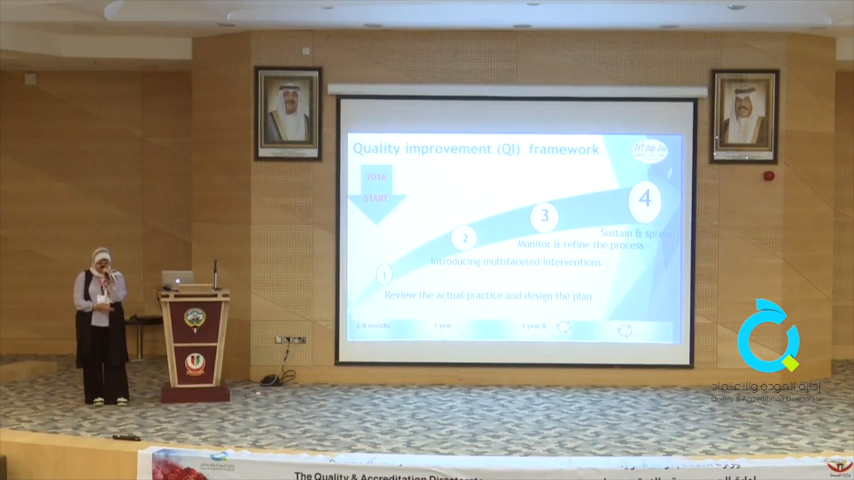 Quality improvement (QI) framework
2016
START
4
3
2
1
Sustain & spread
Monitor & refine the process
Introducing multifaceted interventions
Review the actual practice and design the plan
1 year
1 year &
إدارة الجودة والاعتماد
Quality & Accreditation Directorate
The Quality & Accreditation Directorate